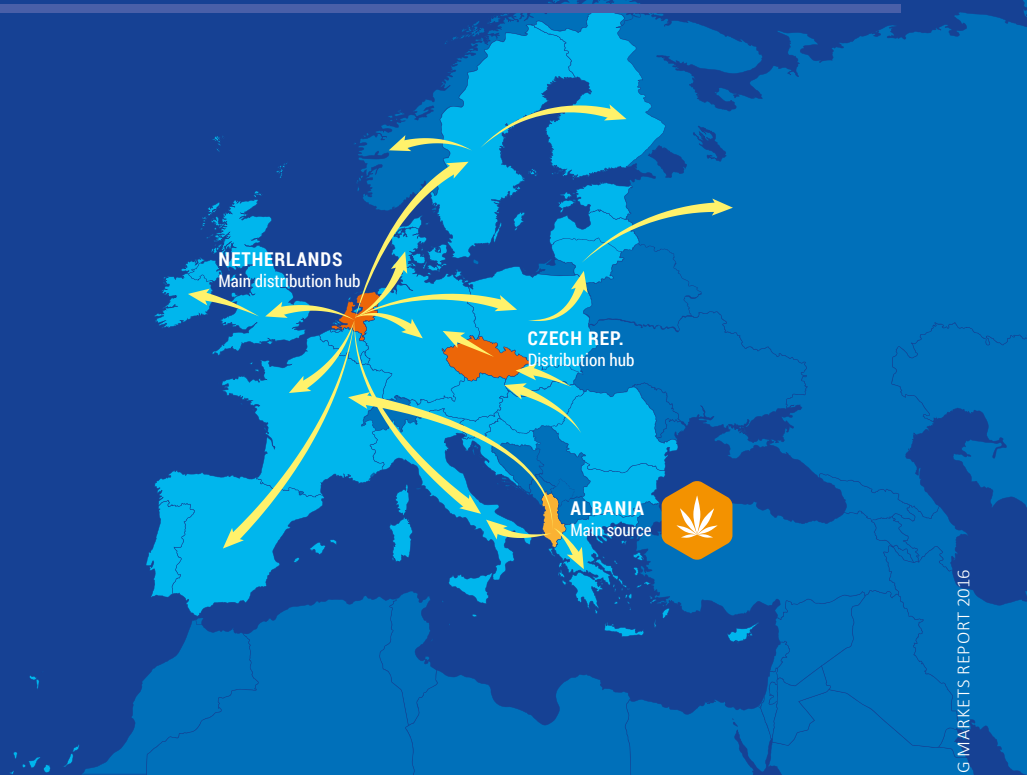 NETHERLANDS
Main distribution hub
CZECH REP.
Distribution hub
ALBANIA
Main source
G MARKETS REPORT 2016